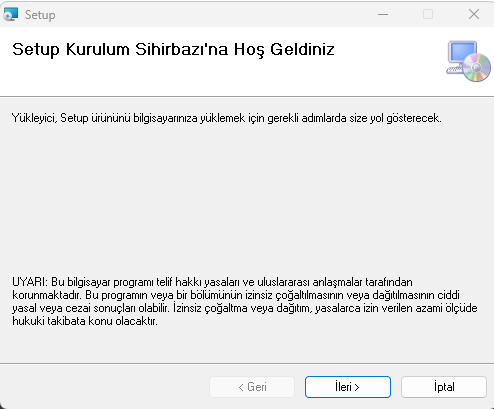 Setup
Setup Kurulum Sihirbazı'na Hoş Geldiniz
Yükleyici, Setup ürününü bilgisayarınıza yüklemek için gerekli adımlarda size yol gösterecek.
UYARI: Bu bilgisayar programı telif hakkı yasaları ve uluslararası anlaşmalar tarafından
korunmaktadır. Bu programın veya bir bölümünün izinsiz çoğaltılmasının veya dağıtılmasının ciddi
yasal veya cezai sonuçları olabilir. İzinsiz çoğaltma veya dağıtım, yasalarca izin verilen azami ölçüde
hukuki takibata konu olacaktır.
< Geri
İleri >
İptal